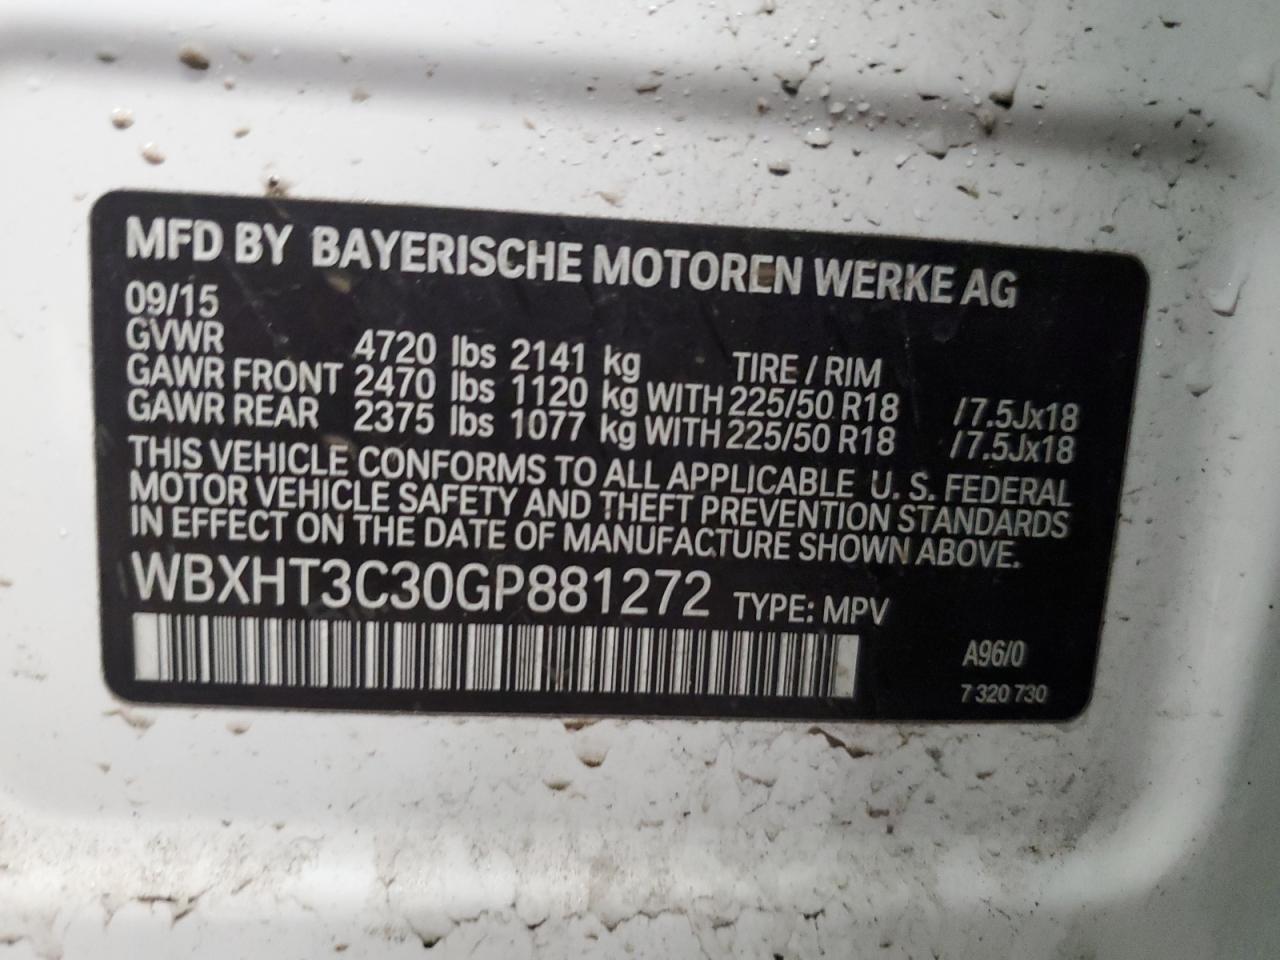 MFD BY BAYERISCHE MOTOREN WERKE AG
09/15
GVWR 4720 lbs 2141 kg TIRE / RIM
GAWR FRONT 2470 lbs 1120 kg WITH 225/50 R18 /7.5Jx18
GAWR REAR 2375 lbs 1077 kg WITH 225/50 R18 /7.5Jx18
THIS VEHICLE CONFORMS TO ALL APPLICABLE U. S. FEDERAL
MOTOR VEHICLE SAFETY AND THEFT PREVENTION STANDARDS
IN EFFECT ON THE DATE OF MANUFACTURE SHOWN ABOVE.
WBXHT3C30GP881272 TYPE: MPV
A96/0
7 320 730